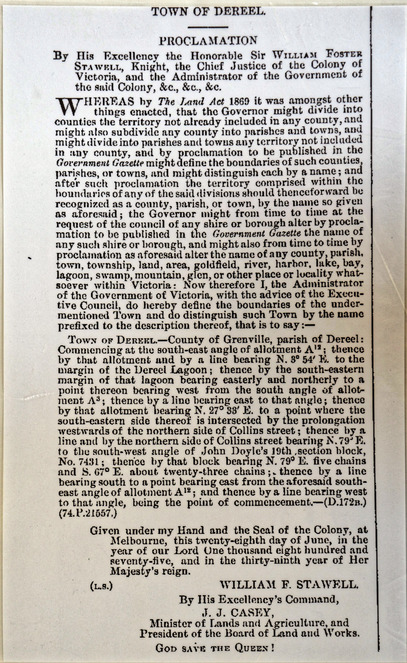 TOWN OF DEREEL.
PROCLAMATION
By His Excellency the Honorable Sir WILLIAM FOSTER
STAWELL, Knight, the Chief Justice of the Colony of
Victoria, and the Administrator of the Government of
the said Colony, &c., &c., &c.
WHEREAS by The Land Act 1869 it was amongst other
things enacted, that the Governor might divide into
counties the territory not already included in any county, and
might also subdivide any county into parishes and towns, and
might divide into parishes and towns any territory not included
in any county, and by proclamation to be published in the
Government Gazette might define the boundaries of such counties,
parishes, or towns, and might distinguish each by a name; and
after such proclamation the territory comprised within the
boundaries of any of the said divisions should thenceforward be
recognized as a county, parish, or town, by the name so given
as aforesaid; the Governor might from time to time at the
request of the council of any shire or borough alter by procla-
mation to be published in the Government Gazette the name of
any such shire or borough, and might also from time to time by
proclamation as aforesaid alter the name of any county, parish,
town, township, land, area, goldfield, river, harbor, lake, bay,
lagoon, swamp, mountain, glen, or other place or locality what-
soever within Victoria: Now therefore I, the Administrator
of the Government of Victoria, with the advice of the Execu-
tive Council, do hereby define the boundaries of the under-
mentioned Town and do distinguish such Town by the name
prefixed to the description thereof, that is to say:—
TOWN OF DEREEL.—County of Grenville, parish of Dereel:
Commencing at the south-east angle of allotment A12; thence
by that allotment and by a line bearing N. 3° 54' E. to the
margin of the Dereel Lagoon; thence by the south-eastern
margin of that lagoon bearing easterly and northerly to a
point thereon bearing west from the south angle of allot-
ment A3; thence by a line bearing east to that angle; thence
by that allotment bearing N. 27° 33' E. to a point where the
south-eastern side thereof is intersected by the prolongation
westwards of the northern side of Collins street; thence by a
line and by the northern side of Collins street bearing N. 79° E.
to the south-west angle of John Doyle's 19th section block,
No. 7431; thence by that block bearing N. 79° E. five chains
and S. 67° E. about twenty-three chains; thence by a line
bearing south to a point bearing east from the aforesaid south-
east angle of allotment A12; and thence by a line bearing west
to that angle, being the point of commencement.—(D.172n.)
(74.P.21557.)
Given under my Hand and the Seal of the Colony, at
Melbourne, this twenty-eighth day of June, in the
year of our Lord One thousand eight hundred and
seventy-five, and in the thirty-ninth year of Her
Majesty's reign.
(L.S.) WILLIAM F. STAWELL.
By His Excellency's Command,
J. J. CASEY,
Minister of Lands and Agriculture, and
President of the Board of Land and Works.
GOD SAVE THE QUEEN!